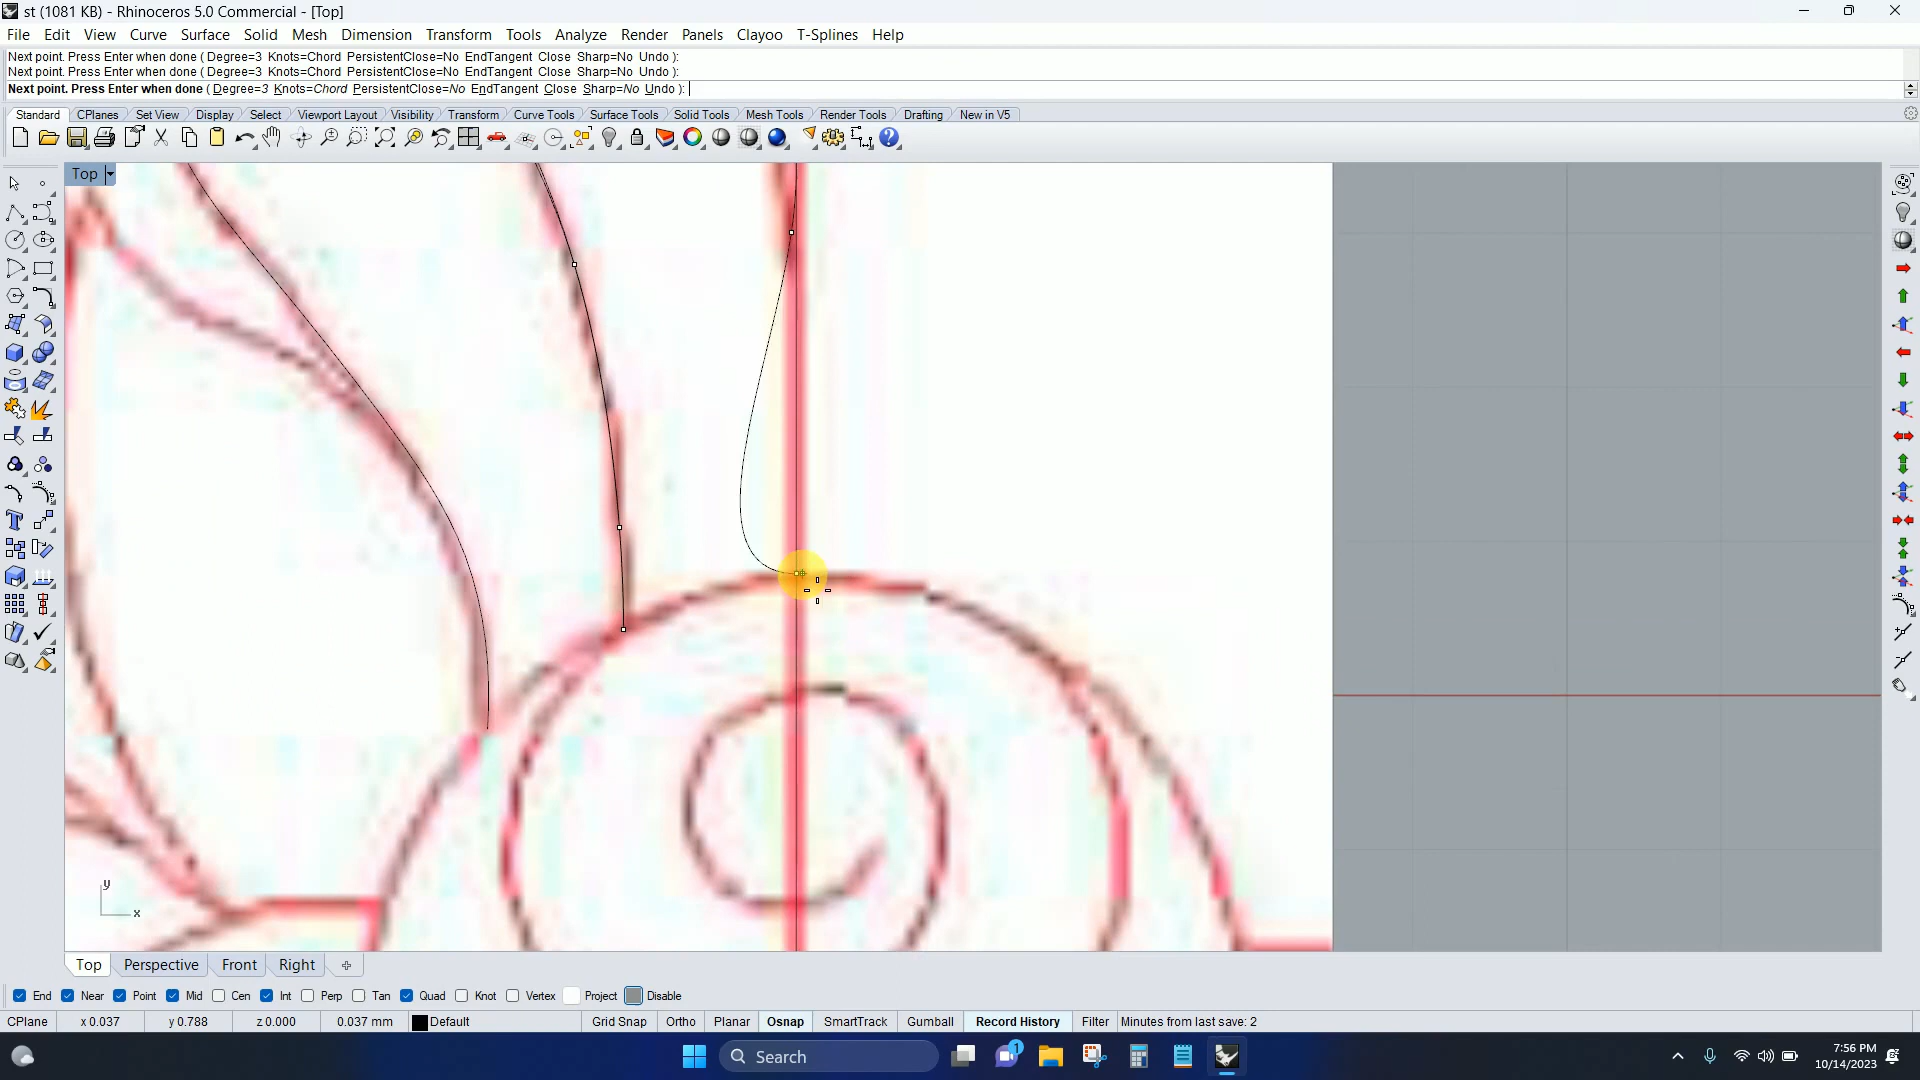 st (1081 KB) - Rhinoceros 5.0 Commercial - [Top]
File Edit View Curve Surface Solid Mesh Dimension Transform Tools Analyze Render Panels Clayoo T-Splines Help
Next point. Press Enter when done ( Degree=3 Knots=Chord PersistentClose=No EndTangent Close Sharp=No Undo ):
Next point. Press Enter when done ( Degree=3 Knots=Chord PersistentClose=No EndTangent Close Sharp=No Undo ):
Next point. Press Enter when done ( Degree=3 Knots=Chord PersistentClose=No EndTangent Close Sharp=No Undo ):
Standard CPlanes Set View Display Select Viewport Layout Visibility Transform Curve Tools Surface Tools Solid Tools Mesh Tools Render Tools Drafting New in V5
Top
y
x
Top Perspective Front Right
End Near Point Mid Cen Int Perp Tan Quad Knot Vertex Project Disable
CPlane x 0.037 y 0.788 z 0.000 0.037 mm Default Grid Snap Ortho Planar Osnap SmartTrack Gumball Record History Filter Minutes from last save: 2
Search 1 7:56 PM
10/14/2023